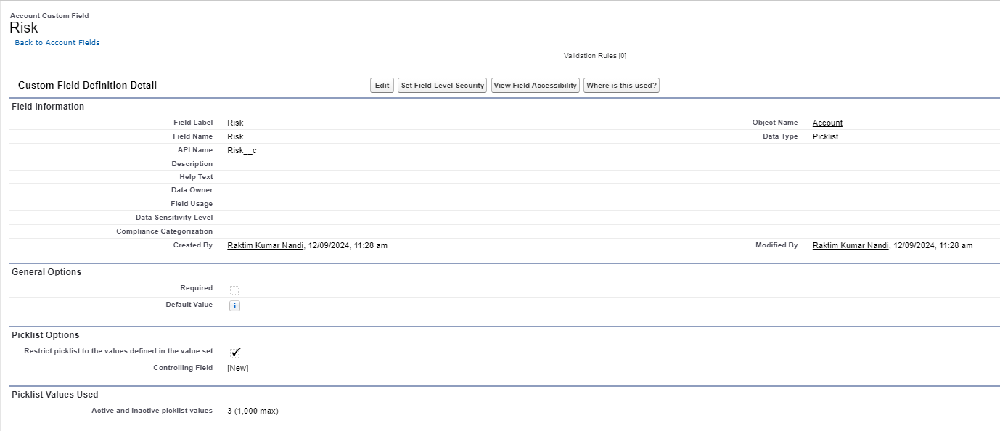 Account Custom Field
Risk
Back to Account Fields
Validation Rules [0]
Custom Field Definition Detail Edit Set Field-Level Security View Field Accessibility Where is this used?
Field Information
Field Label Risk Object Name Account
Field Name Risk Data Type Picklist
API Name Risk__c
Description
Help Text
Data Owner
Field Usage
Data Sensitivity Level
Compliance Categorization
Created By Raktim Kumar Nandi, 12/09/2024, 11:28 am Modified By Raktim Kumar Nandi, 12/09/2024, 11:28 am
General Options
Required
Default Value i
Picklist Options
Restrict picklist to the values defined in the value set
Controlling Field [New]
Picklist Values Used
Active and inactive picklist values 3 (1,000 max)